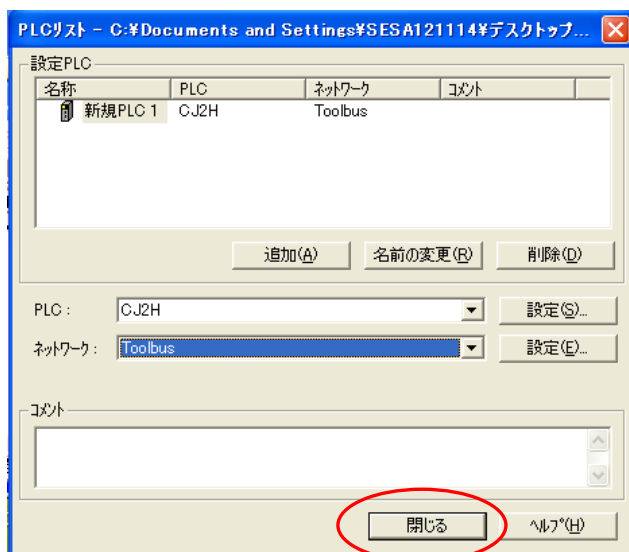 PLCリスト - C:¥Documents and Settings¥SESA121114¥デスクトップ...
設定PLC
名称 PLC ネットワーク コメント
新規PLC 1 CJ2H Toolbus
追加(A) 名前の変更(R) 削除(D)
PLC : CJ2H 設定(S)...
ネットワーク : Toolbus 設定(E)...
コメント
閉じる ヘルプ(H)